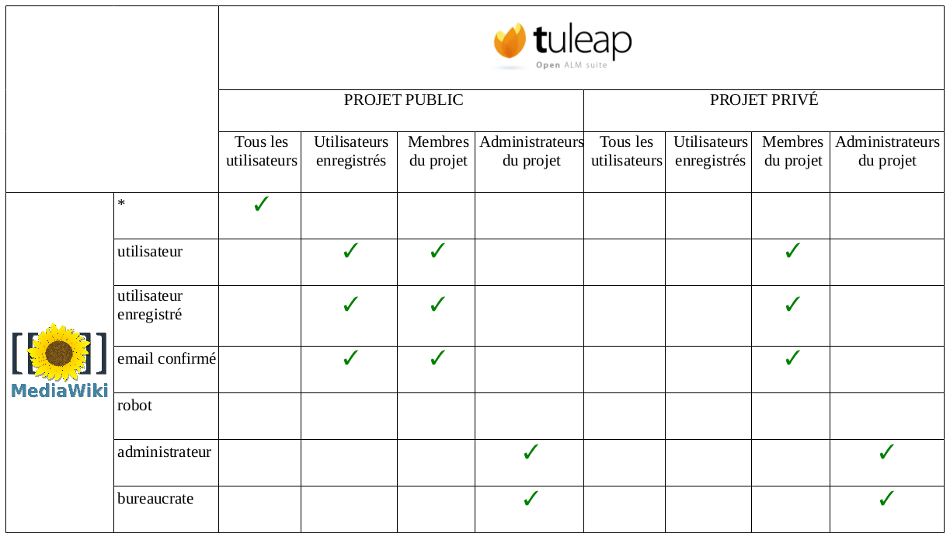 tuleap
Open ALM suite
PROJET PUBLIC
PROJET PRIVÉ
Tous les
utilisateurs
Utilisateurs
enregistrés
Membres
du projet
Administrateurs
du projet
Tous les
utilisateurs
Utilisateurs
enregistrés
Membres
du projet
Administrateurs
du projet
*
✓
utilisateur
✓ ✓ ✓
utilisateur
enregistré
✓ ✓ ✓
[[ ]]
MediaWiki
email confirmé
✓ ✓ ✓
robot
administrateur
✓ ✓
bureaucrate
✓ ✓